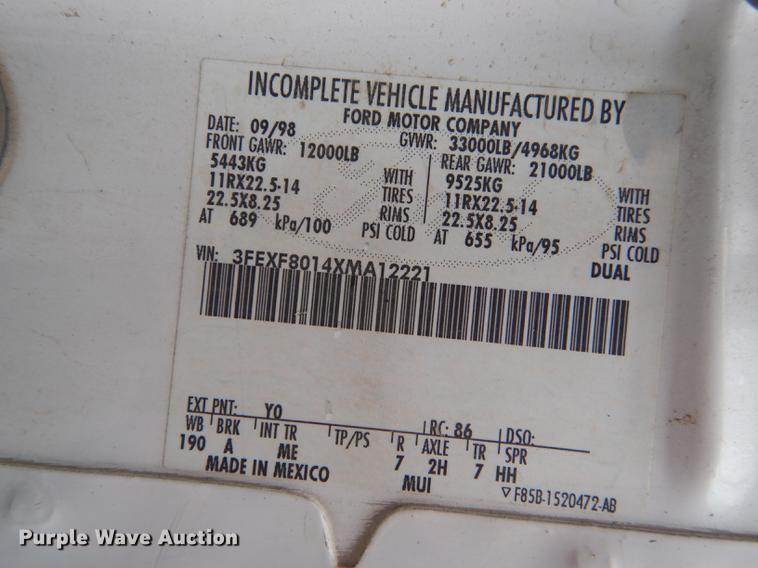 INCOMPLETE VEHICLE MANUFACTURED BY
FORD MOTOR COMPANY
DATE: 09/98 GVWR: 33000LB/4968KG
FRONT GAWR: 12000LB REAR GAWR: 21000LB
5443KG WITH 9525KG WITH
11RX22.5-14 TIRES 11RX22.5-14 TIRES
22.5X8.25 RIMS 22.5X8.25 RIMS
AT 689 kPa/100 PSI COLD AT 655 kPa/95 PSI COLD
DUAL
VIN: 3FEXF8014XMA12221
EXT PNT: YO RC: 86 DSO:
WB BRK INT TR TP/PS R AXLE TR SPR
190 A ME 7 2H 7 HH
MADE IN MEXICO MUI F85B-1520472-AB
Purple Wave Auction